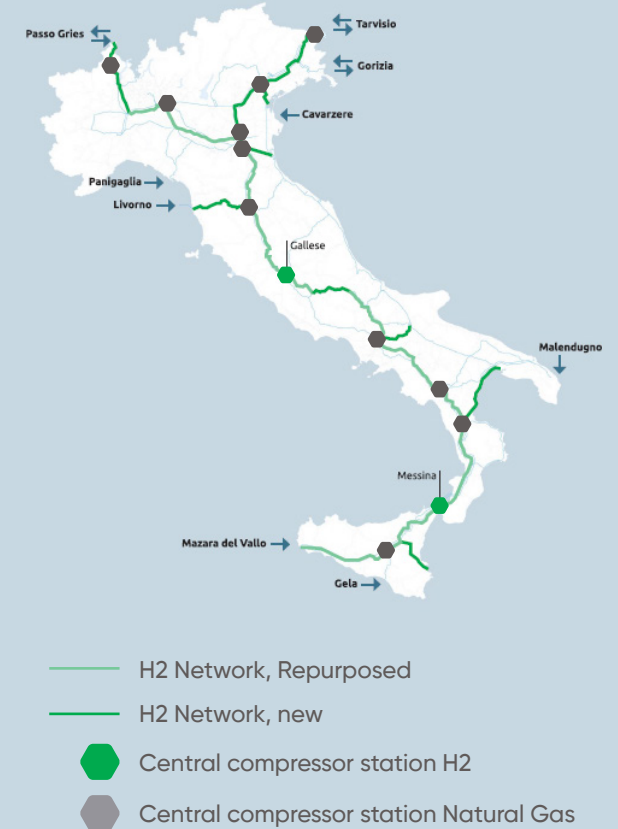 Tarvisio
Passo Gries
Gorizia
Cavarzere
Panigaglia
Livorno
Gallese
Malendugno
Messina
Mazara del Vallo
Gela
H2 Network, Repurposed
H2 Network, new
Central compressor station H2
Central compressor station Natural Gas